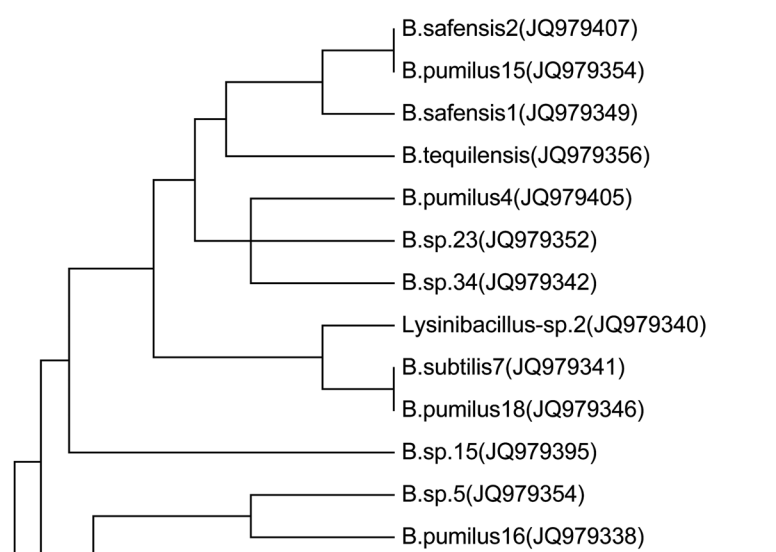 B.safensis2(JQ979407)
B.pumilus15(JQ979354)
B.safensis1(JQ979349)
B.tequilensis(JQ979356)
B.pumilus4(JQ979405)
B.sp.23(JQ979352)
B.sp.34(JQ979342)
Lysinibacillus-sp.2(JQ979340)
B.subtilis7(JQ979341)
B.pumilus18(JQ979346)
B.sp.15(JQ979395)
B.sp.5(JQ979354)
B.pumilus16(JQ979338)